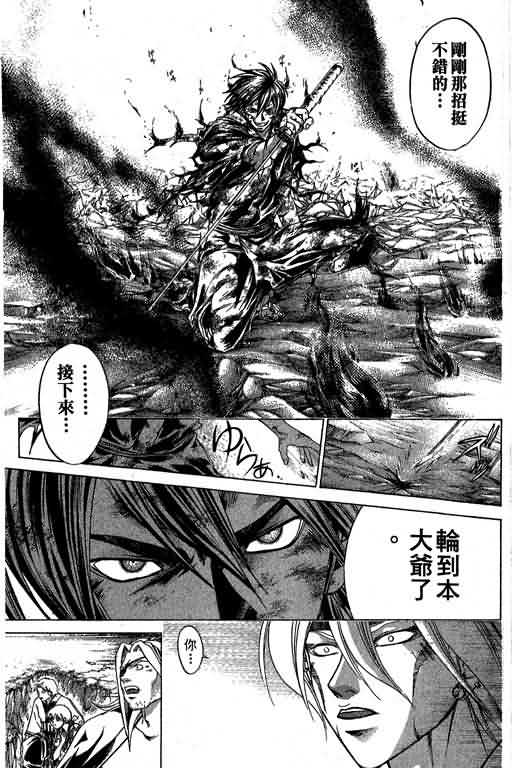 剛剛那招挺
不錯的…
………
接下來…
ゆらぁ
輪到本
大爺了
。
你…